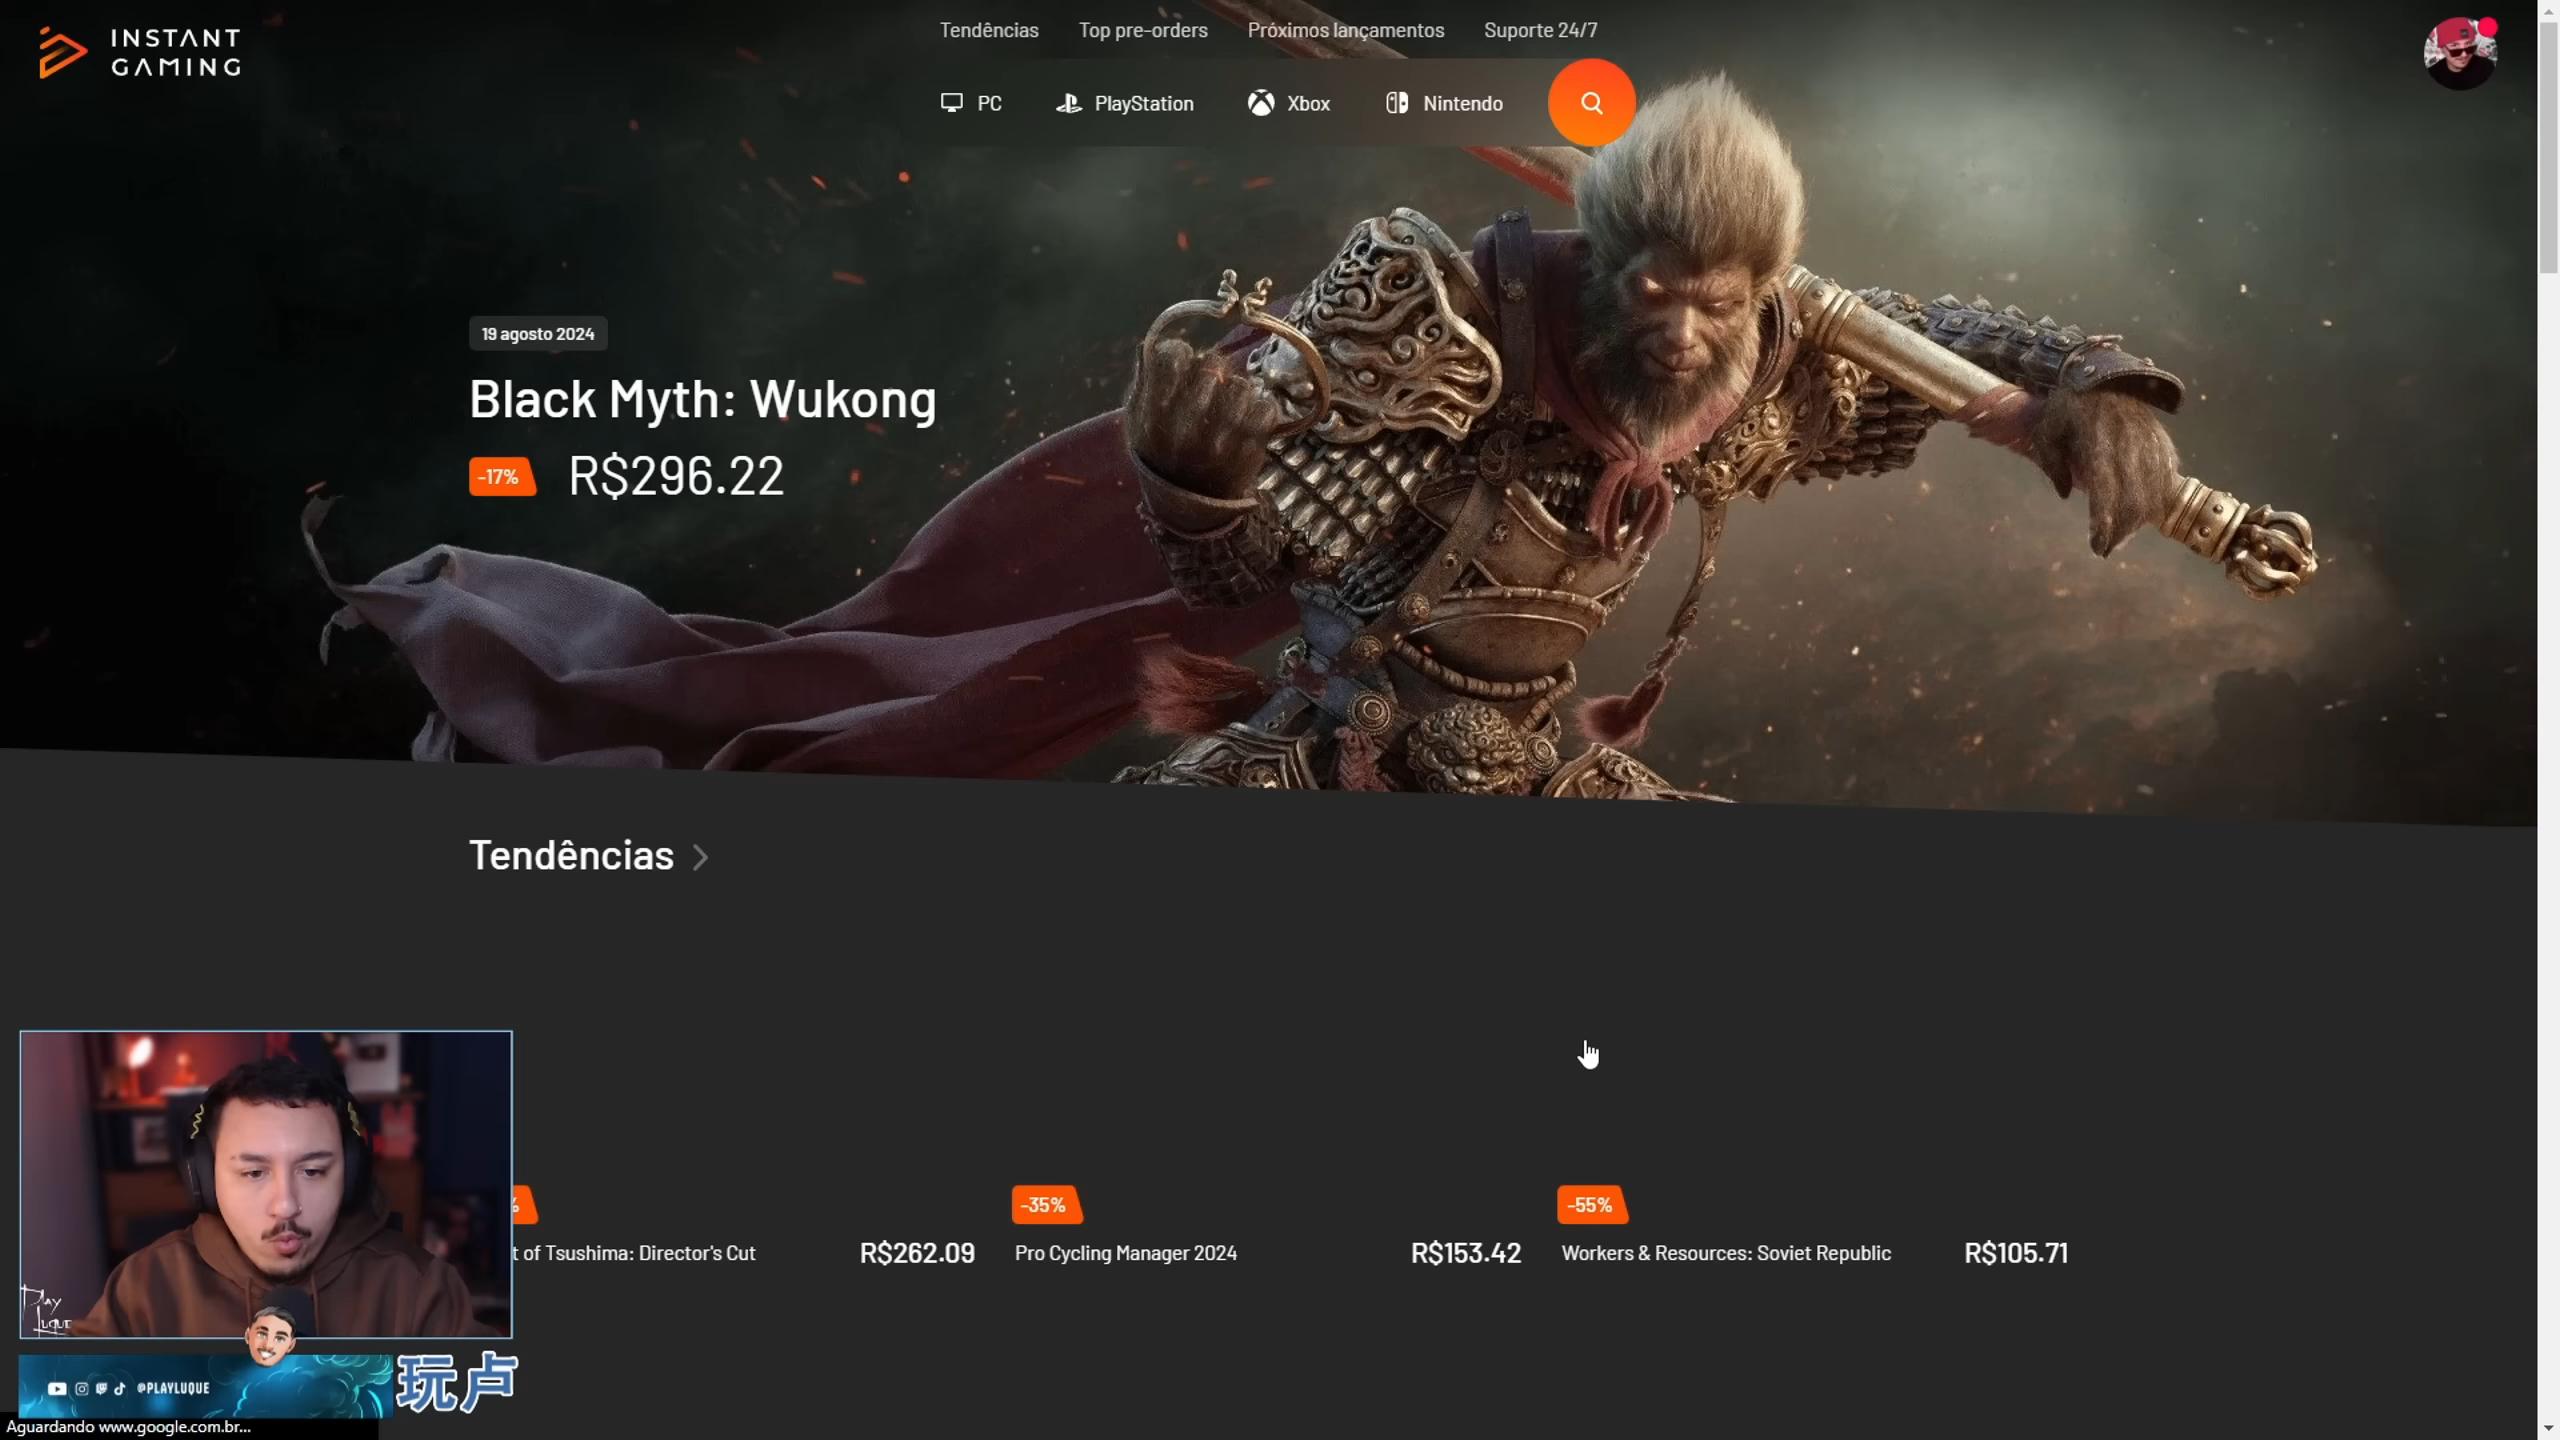 INSTANT
GAMING
Tendências Top pre-orders Próximos lançamentos Suporte 24/7
PC PlayStation Xbox Nintendo
19 agosto 2024
Black Myth: Wukong
-17% R$296.22
Tendências
% -35% -55%
t of Tsushima: Director's Cut R$262.09 Pro Cycling Manager 2024 R$153.42 Workers & Resources: Soviet Republic R$105.71
PLAY
LUQUE
@PLAYLUQUE
玩卢
Aguardando www.google.com.br...